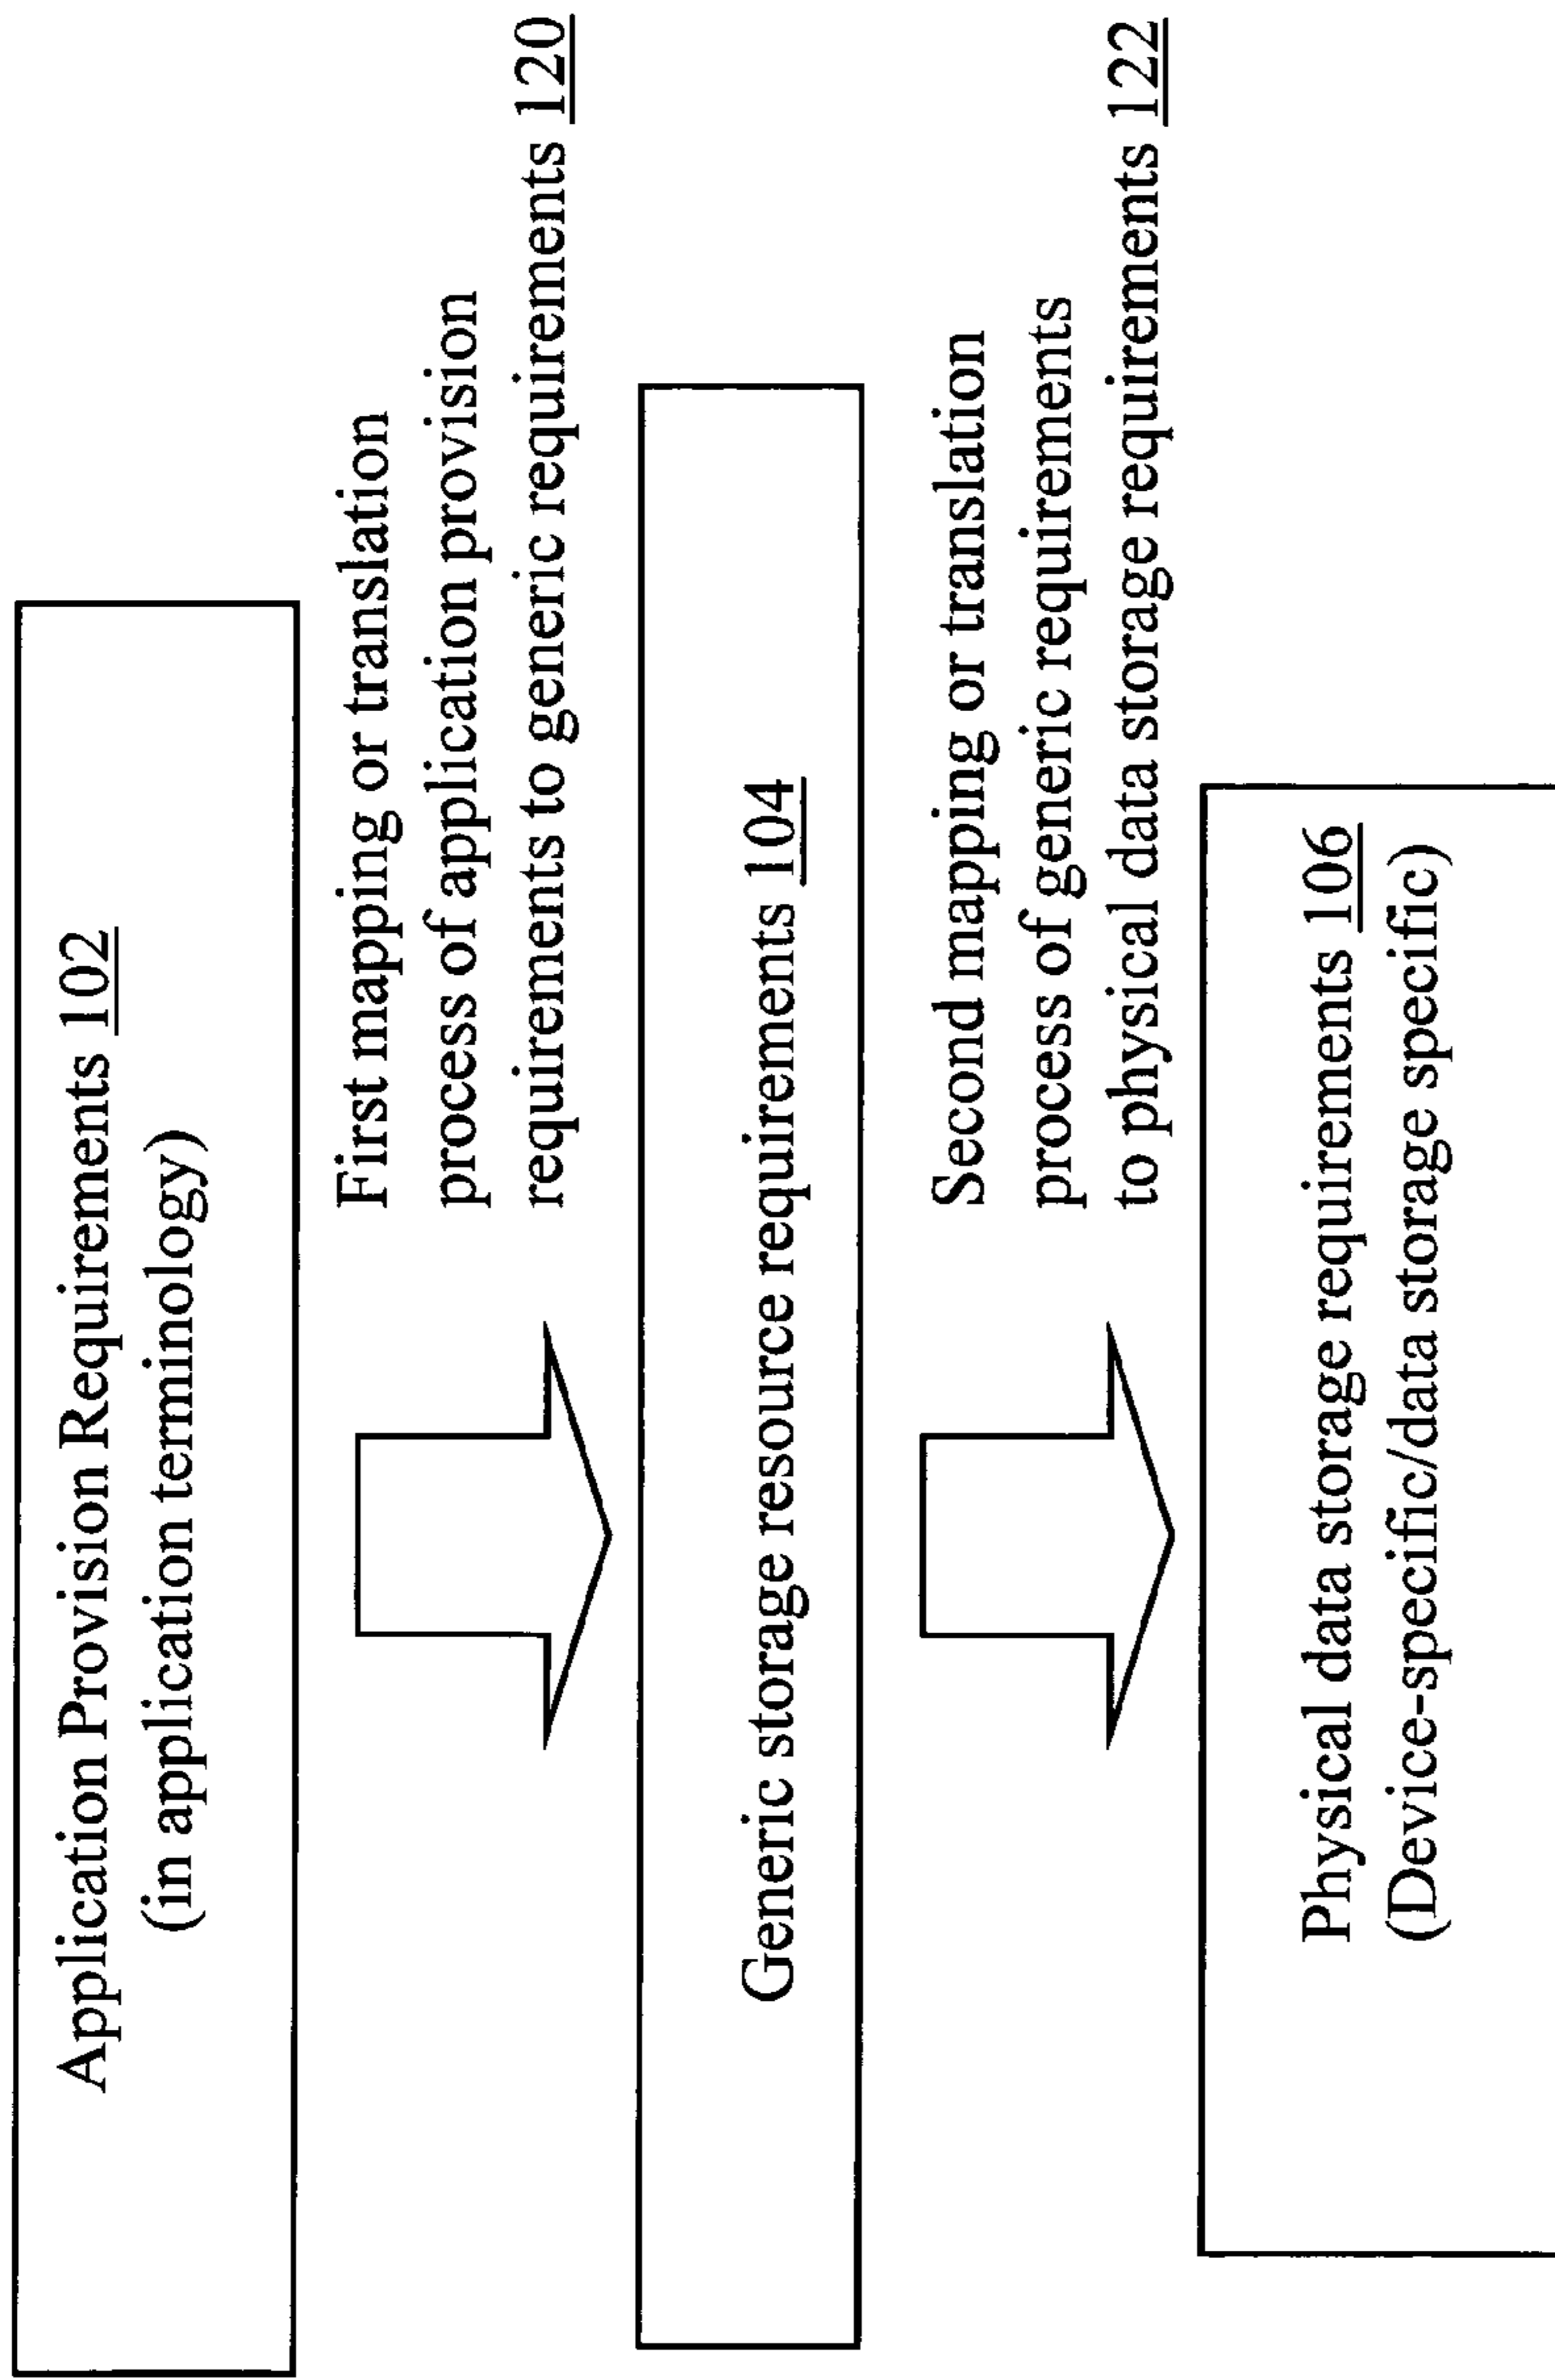 Application Provision Requirements 102
(in application terminology)
First mapping or translation
process of application provision
requirements to generic requirements 120
Generic storage resource requirements 104
Second mapping or translation
process of generic requirements
to physical data storage requirements 122
Physical data storage requirements 106
(Device-specific/data storage specific)